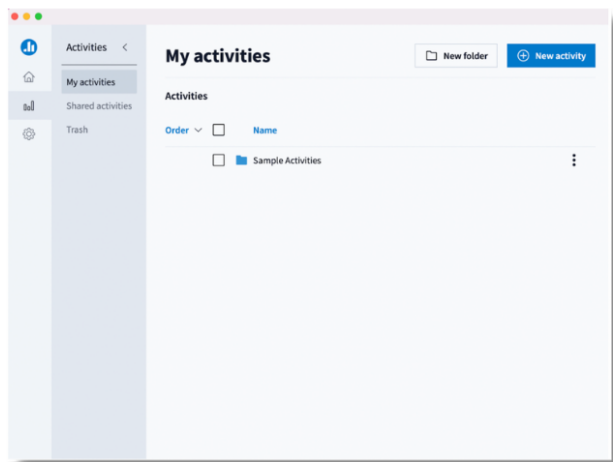 Activities
My activities
Shared activities
Trash
My activities
New folder
New activity
Activities
Order
Name
Sample Activities